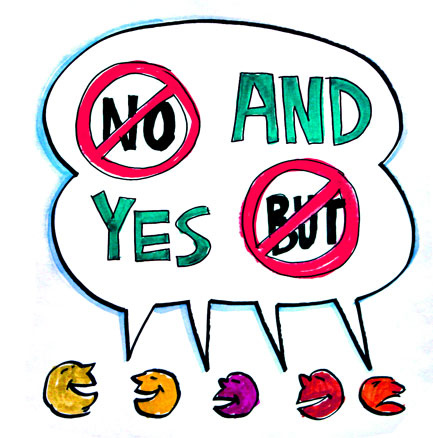 NO AND
YES BUT